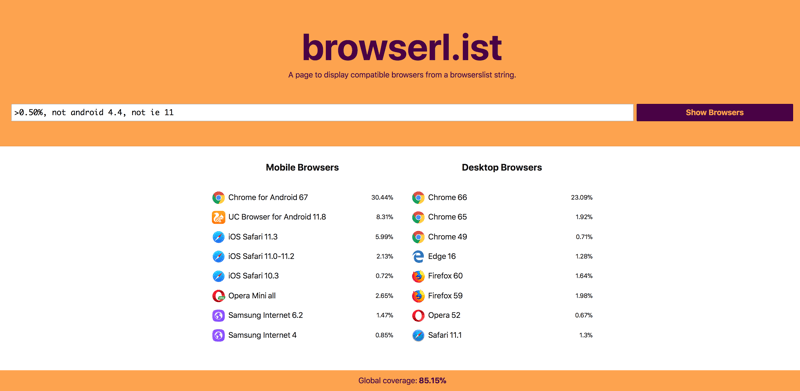 browserl.ist
A page to display compatible browsers from a browserslist string.
>0.50%, not android 4.4, not ie 11
Show Browsers
Mobile Browsers
Chrome for Android 67 30.44%
UC Browser for Android 11.8 8.31%
iOS Safari 11.3 5.99%
iOS Safari 11.0-11.2 2.13%
iOS Safari 10.3 0.72%
Opera Mini all 2.65%
Samsung Internet 6.2 1.47%
Samsung Internet 4 0.85%
Desktop Browsers
Chrome 66 23.09%
Chrome 65 1.92%
Chrome 49 0.71%
Edge 16 1.28%
Firefox 60 1.64%
Firefox 59 1.98%
Opera 52 0.67%
Safari 11.1 1.3%
Global coverage: 85.15%